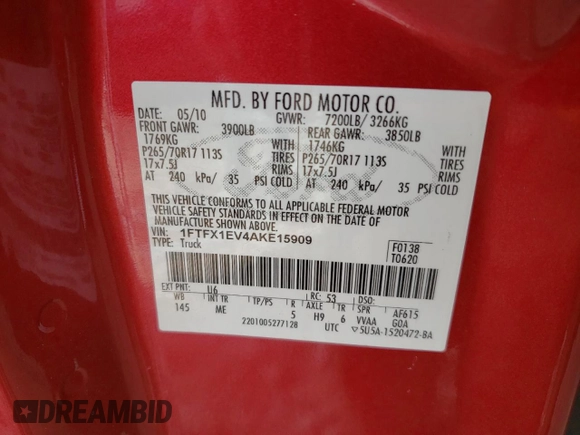 MFD. BY FORD MOTOR CO.
DATE: 05/10 GVWR: 7200LB/ 3266KG
FRONT GAWR: 3900LB REAR GAWR: 3850LB
1769KG WITH 1746KG WITH
P265/70R17 113S TIRES P265/70R17 113S TIRES
17x7.5J RIMS 17x7.5J RIMS
AT 240 kPa/ 35 PSI COLD AT 240 kPa/ 35 PSI COLD
THIS VEHICLE CONFORMS TO ALL APPLICABLE FEDERAL MOTOR
VEHICLE SAFETY STANDARDS IN EFFECT ON THE DATE OF
MANUFACTURE SHOWN ABOVE.
VIN: 1FTFX1EV4AKE15909
TYPE: Truck
F0138
T0620
EXT PNT: U6 RC: 53 DSO:
WB INT TR TP/PS R AXLE TR SPR AF615
145 ME 5 H9 6 VVAA GOA
2201005277128 UTC 5U5A-1520472-BA
Ford
DREAMBID